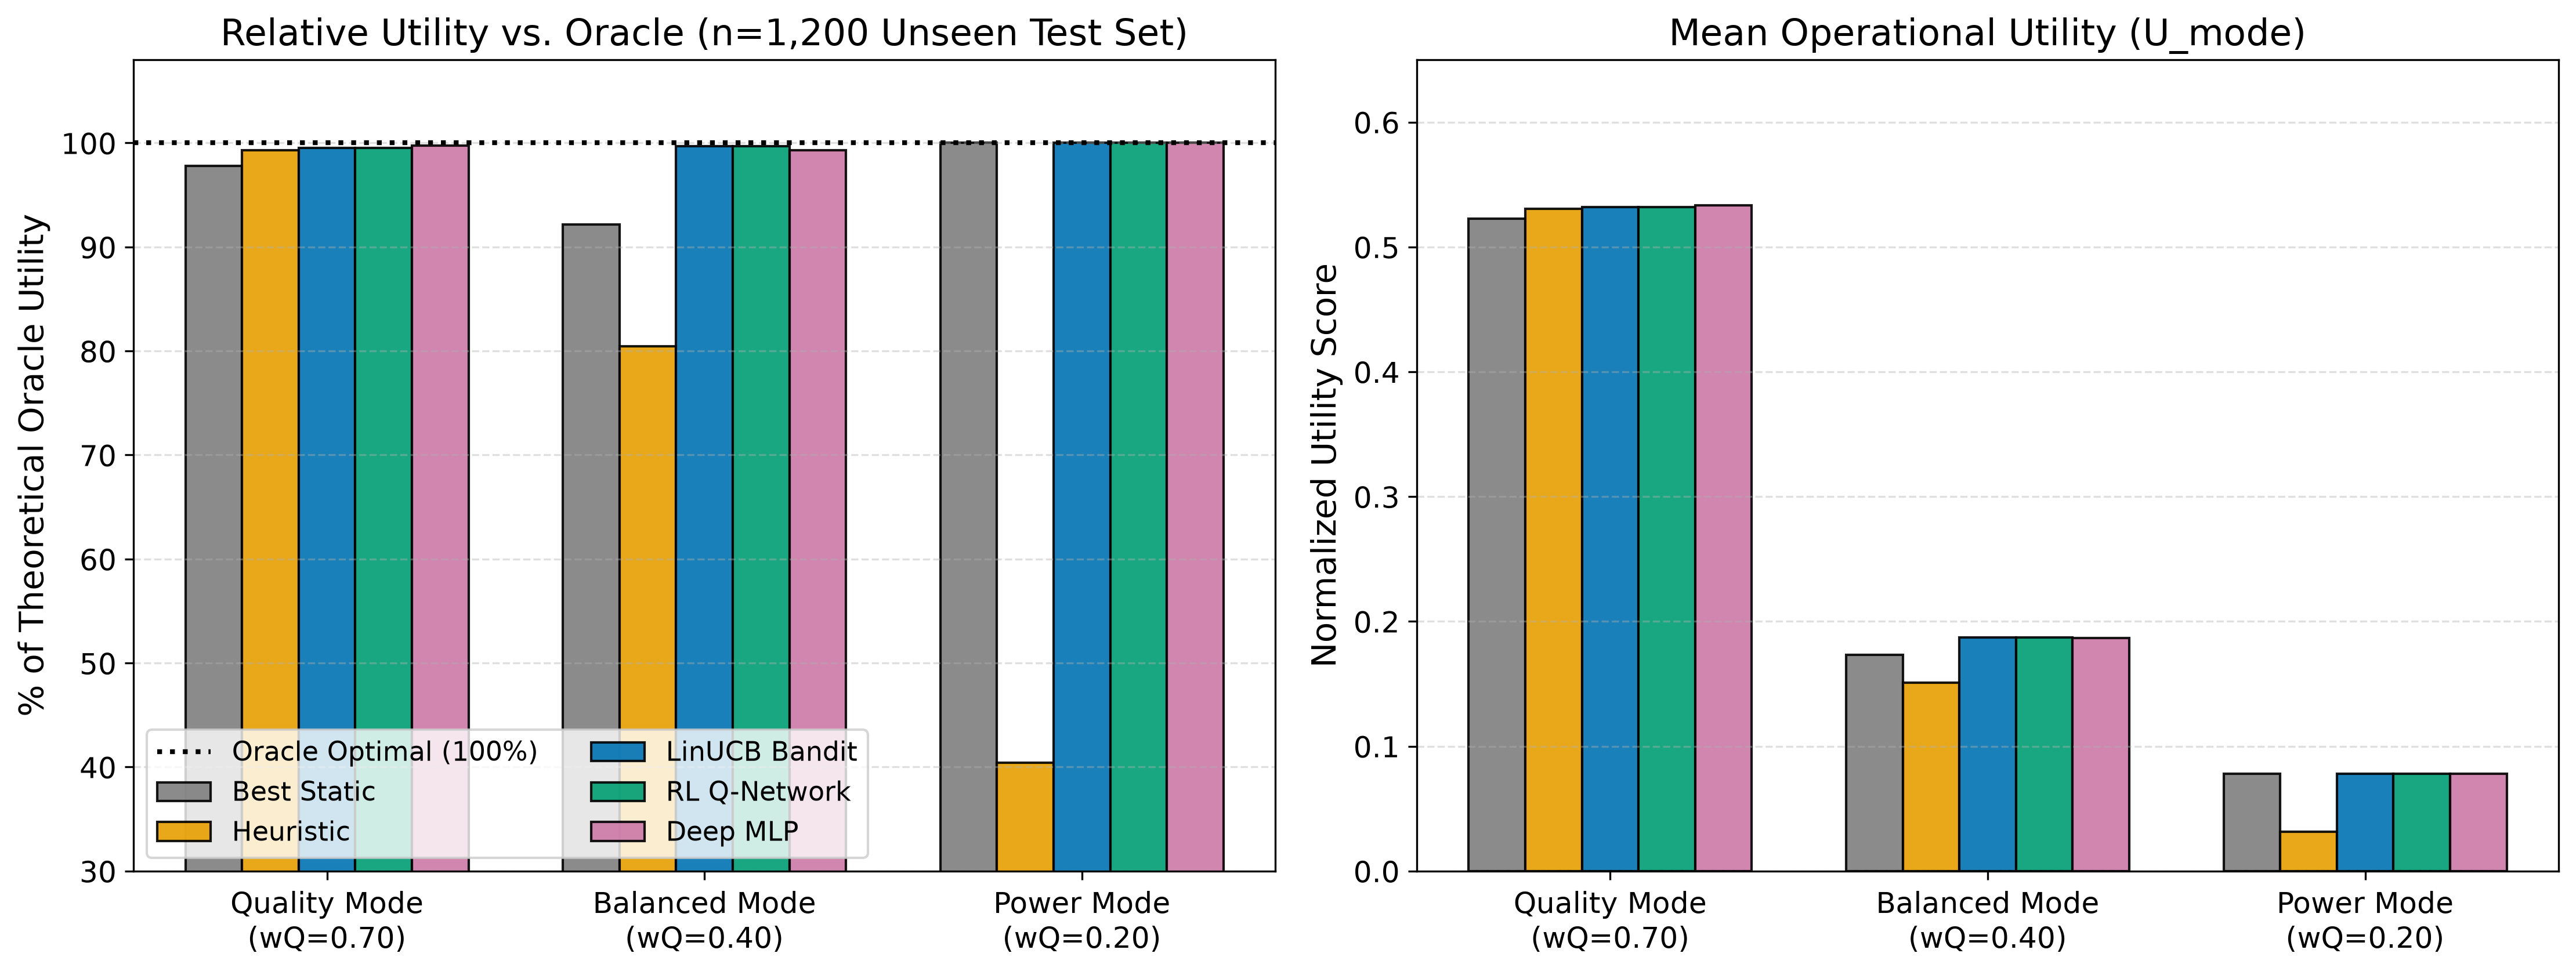 Relative Utility vs. Oracle (n=1,200 Unseen Test Set)
% of Theoretical Oracle Utility
100
90
80
70
60
50
40
30
Oracle Optimal (100%)
Best Static
Heuristic
LinUCB Bandit
RL Q-Network
Deep MLP
Quality Mode
(wQ=0.70)
Balanced Mode
(wQ=0.40)
Power Mode
(wQ=0.20)
Mean Operational Utility (U_mode)
Normalized Utility Score
0.6
0.5
0.4
0.3
0.2
0.1
0.0
Quality Mode
(wQ=0.70)
Balanced Mode
(wQ=0.40)
Power Mode
(wQ=0.20)